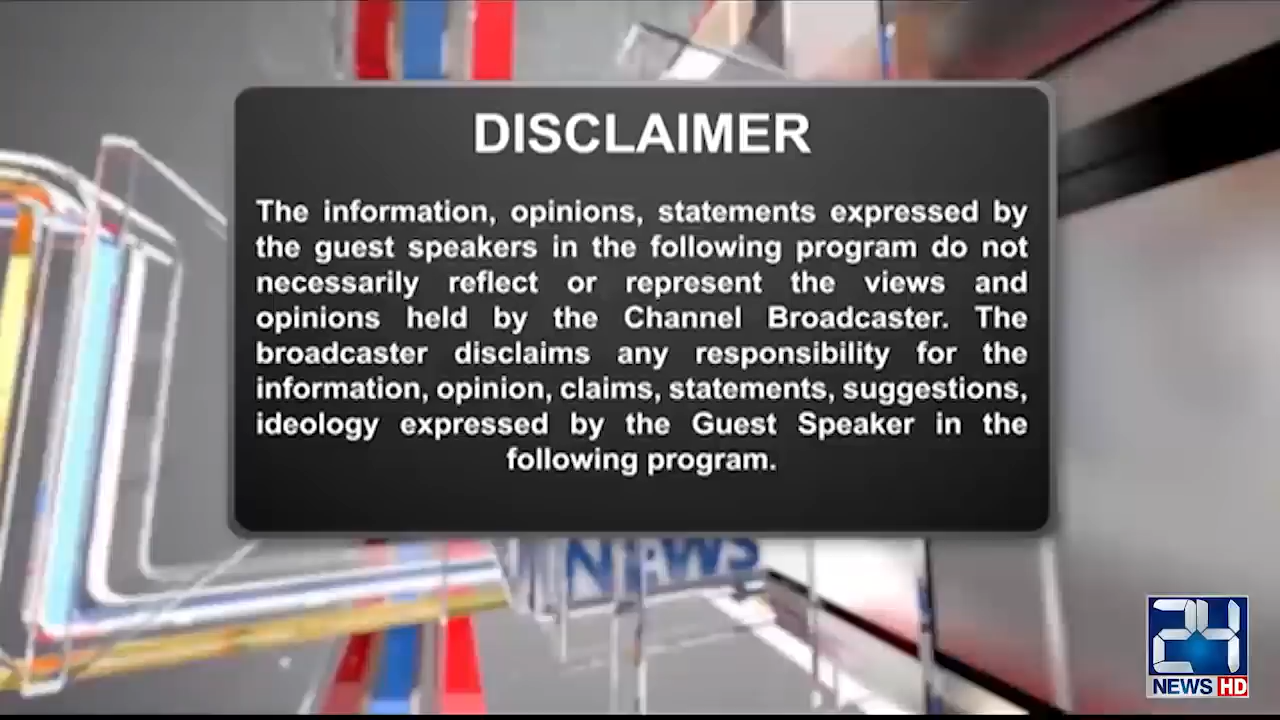 DISCLAIMER
The information, opinions, statements expressed by
the guest speakers in the following program do not
necessarily reflect or represent the views and
opinions held by the Channel Broadcaster. The
broadcaster disclaims any responsibility for the
information, opinion, claims, statements, suggestions,
ideology expressed by the Guest Speaker in the
following program.
NEWS
24
NEWS HD